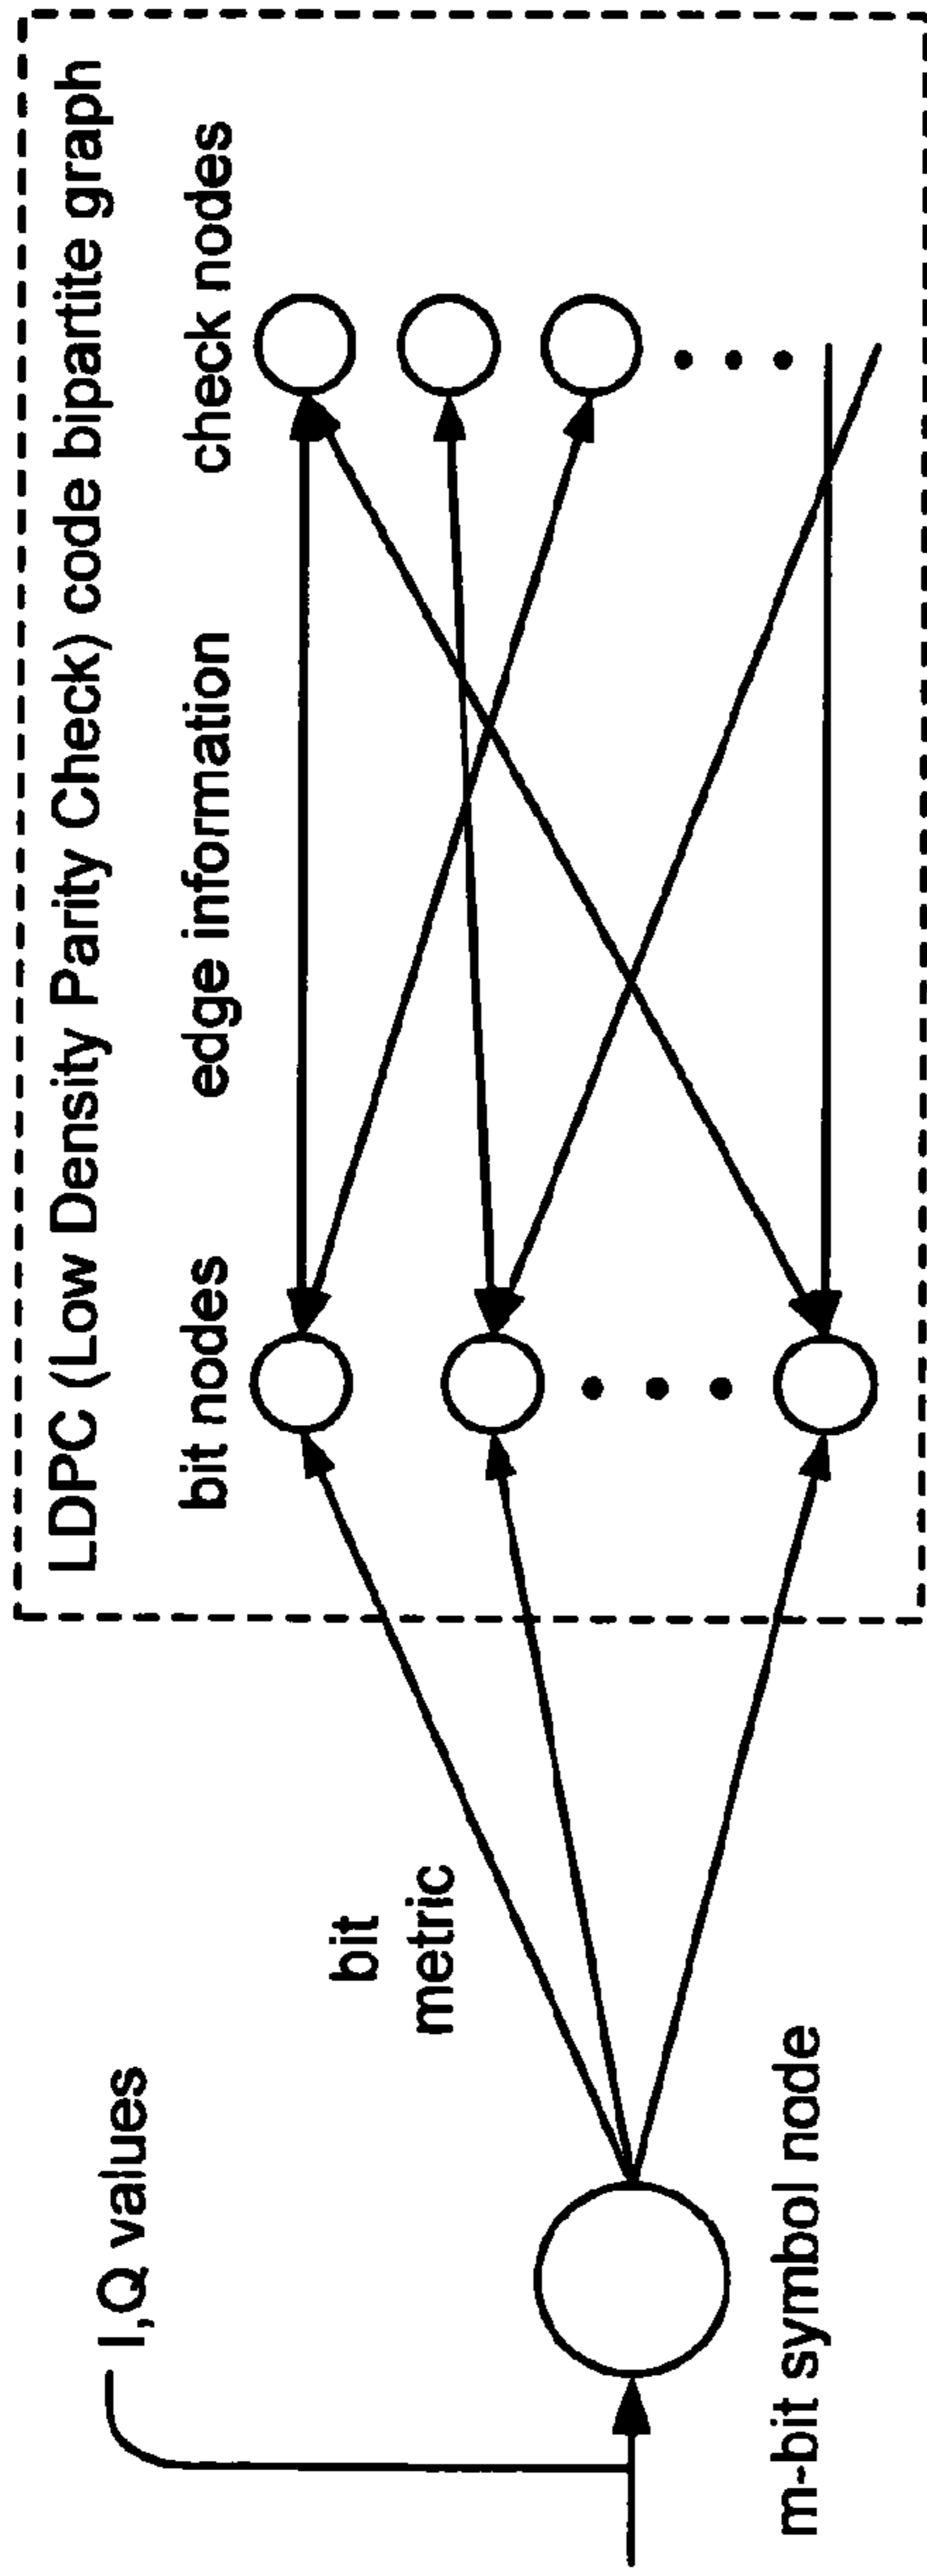 LDPC (Low Density Parity Check) code bipartite graph
I,Q values
bit
metric
bit nodes
edge information
check nodes
m-bit symbol node